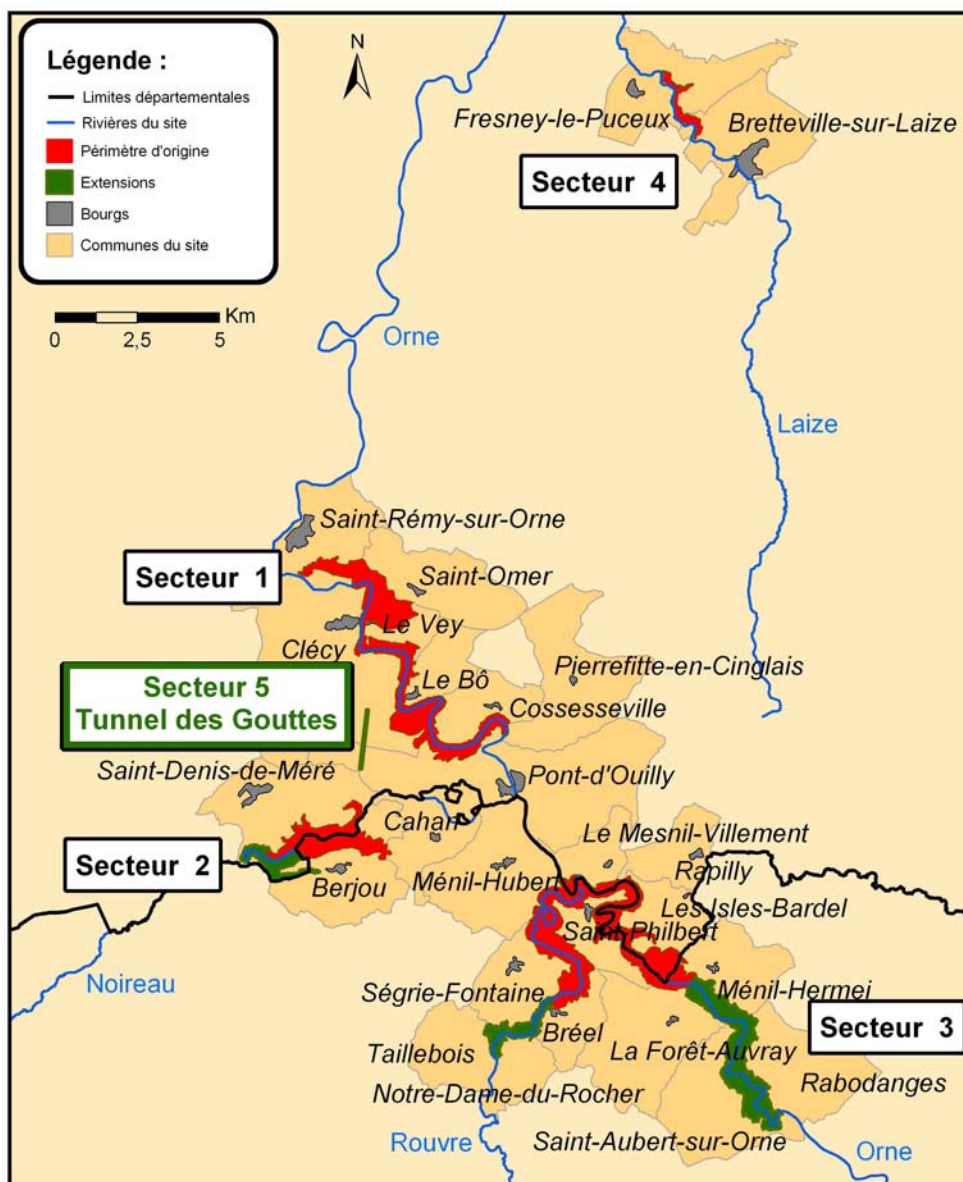 Légende :
Limites départementales
Rivières du site
Périmètre d'origine
Extensions
Bourgs
Communes du site
N
Km
0 2,5 5
Fresney-le-Puceux
Bretteville-sur-Laize
Secteur 4
Orne
Laize
Saint-Rémy-sur-Orne
Secteur 1
Saint-Omer
Le Vey
Clécy
Pierrefitte-en-Cinglais
Le Bô
Secteur 5
Tunnel des Gouttes
Cossesseville
Saint-Denis-de-Méré
Pont-d'Ouilly
Cahan
Le Mesnil-Villement
Secteur 2
Rapilly
Berjou
Ménil-Hubert
Les-Isles-Bardel
Saint-Philbert
Noireau
Ségrie-Fontaine
Ménil-Hermei
Secteur 3
Bréel
Taillebois
La Forêt-Auvray
Rabodanges
Notre-Dame-du-Rocher
Rouvre
Saint-Aubert-sur-Orne
Orne